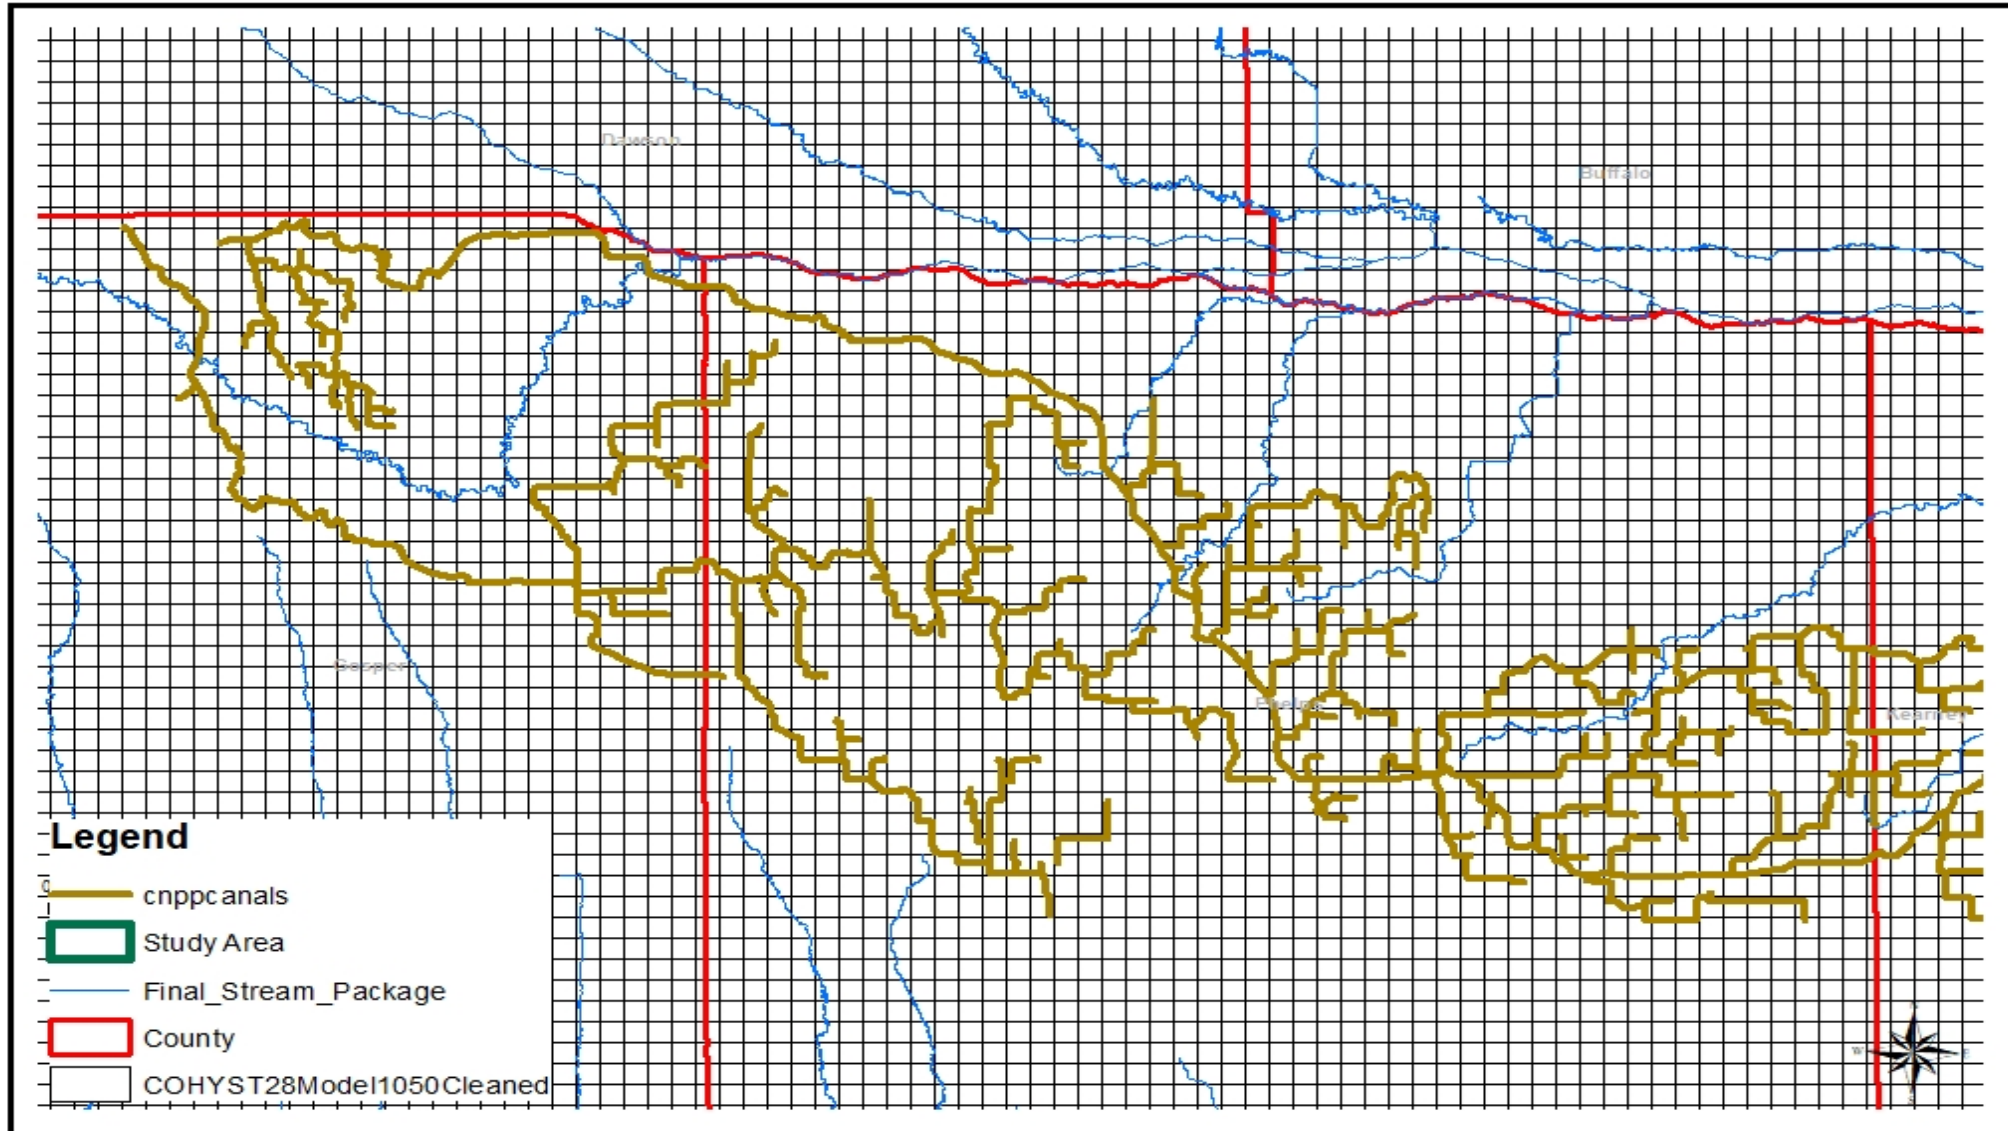 Dawson
Buffalo
Gosper
Phelps
Kearney
Legend
cnppcanals
Study Area
Final_Stream_Package
County
COHYST28Model1050Cleaned
N
W
E
S